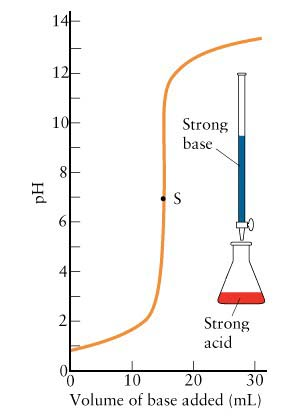 14
12
10
8
6
4
2
0
pH
S
Strong
base
Strong
acid
0 10 20 30
Volume of base added (mL)